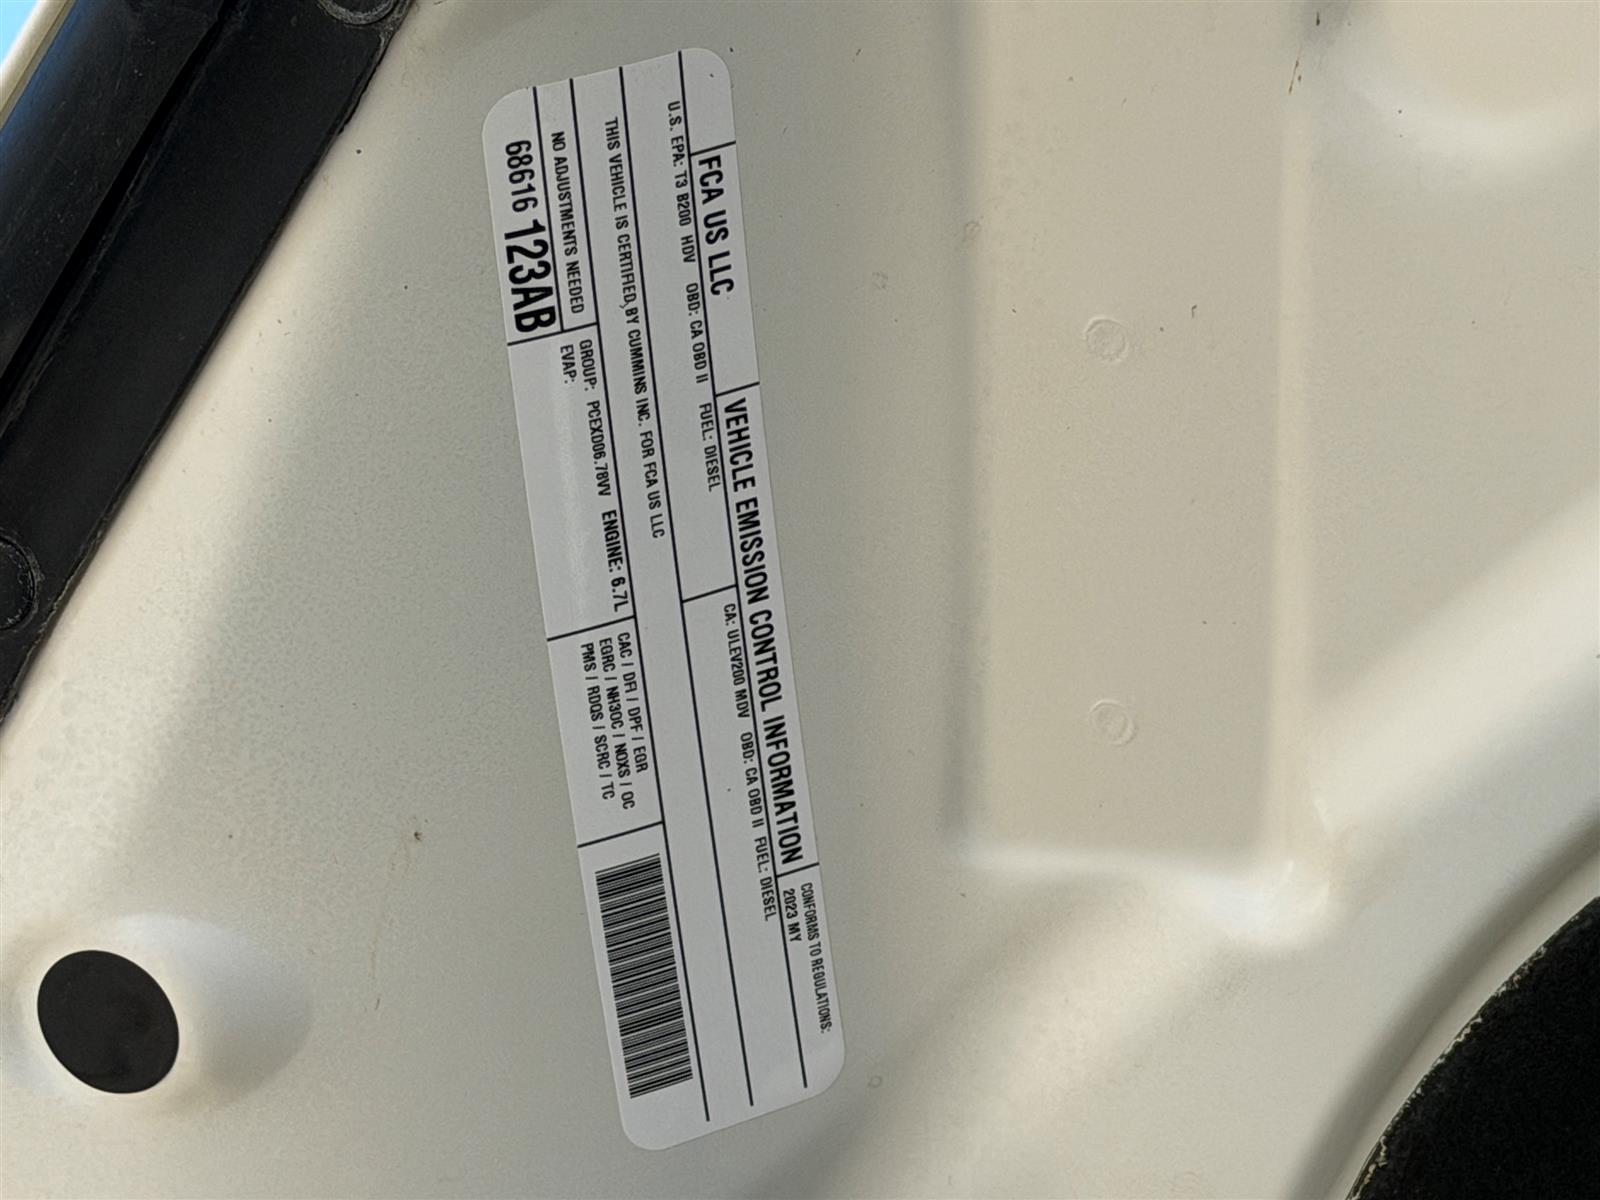 FCA US LLC
VEHICLE EMISSION CONTROL INFORMATION
CONFORMS TO REGULATIONS:
2023 MY
U.S. EPA: T3 B200 HDV OBD: CA OBD II FUEL: DIESEL
CA: ULEV200 MDV OBD: CA OBD II FUEL: DIESEL
THIS VEHICLE IS CERTIFIED BY CUMMINS INC. FOR FCA US LLC
NO ADJUSTMENTS NEEDED
GROUP: PCEXD06.78VV ENGINE: 6.7L
EVAP:
CAC / DFI / DPF / EGR
EGRC / NH3OC / NOXS / OC
PMS / RDQS / SCRC / TC
68616 123AB